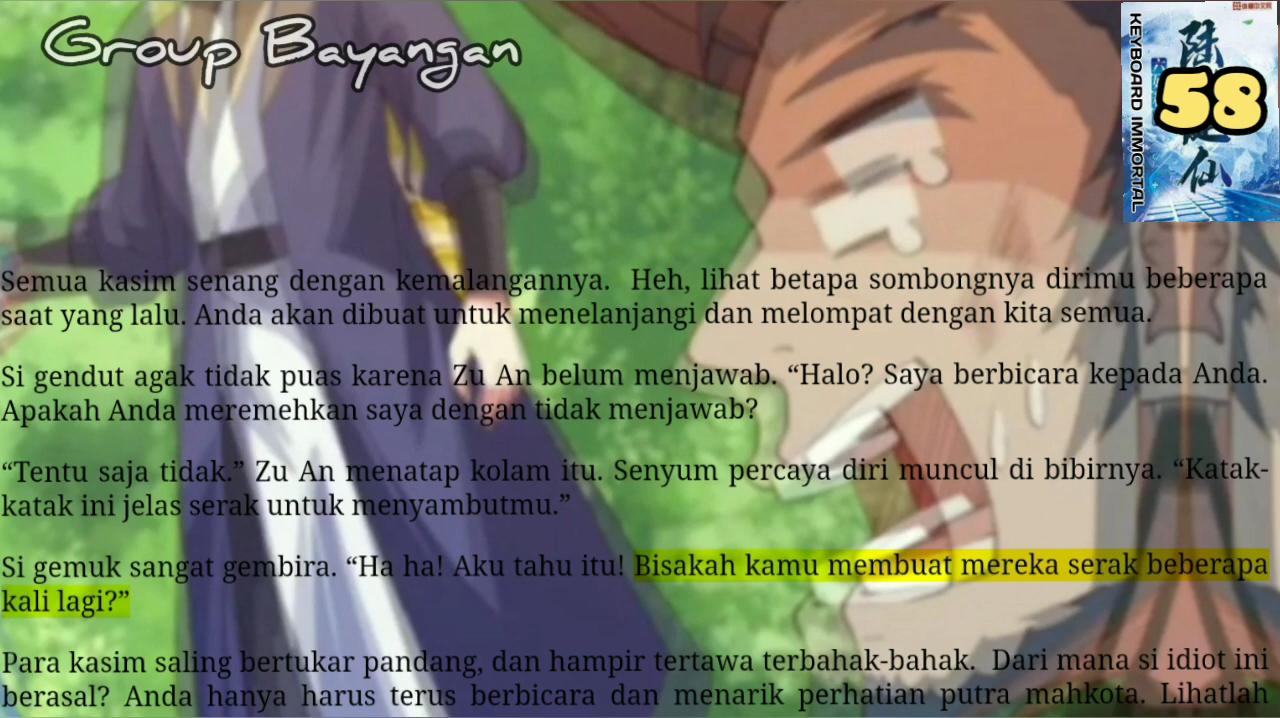 Group Bayangan
KEYBOARD IMMORTAL
58
仙
Semua kasim senang dengan kemalangannya.  Heh, lihat betapa sombongnya dirimu beberapa
saat yang lalu. Anda akan dibuat untuk menelanjangi dan melompat dengan kita semua.
Si gendut agak tidak puas karena Zu An belum menjawab. “Halo? Saya berbicara kepada Anda.
Apakah Anda meremehkan saya dengan tidak menjawab?
“Tentu saja tidak.” Zu An menatap kolam itu. Senyum percaya diri muncul di bibirnya. “Katak-
katak ini jelas serak untuk menyambutmu.”
Si gemuk sangat gembira. “Ha ha! Aku tahu itu! Bisakah kamu membuat mereka serak beberapa
kali lagi?”
Para kasim saling bertukar pandang, dan hampir tertawa terbahak-bahak.  Dari mana si idiot ini
berasal? Anda hanya harus terus berbicara dan menarik perhatian putra mahkota. Lihatlah